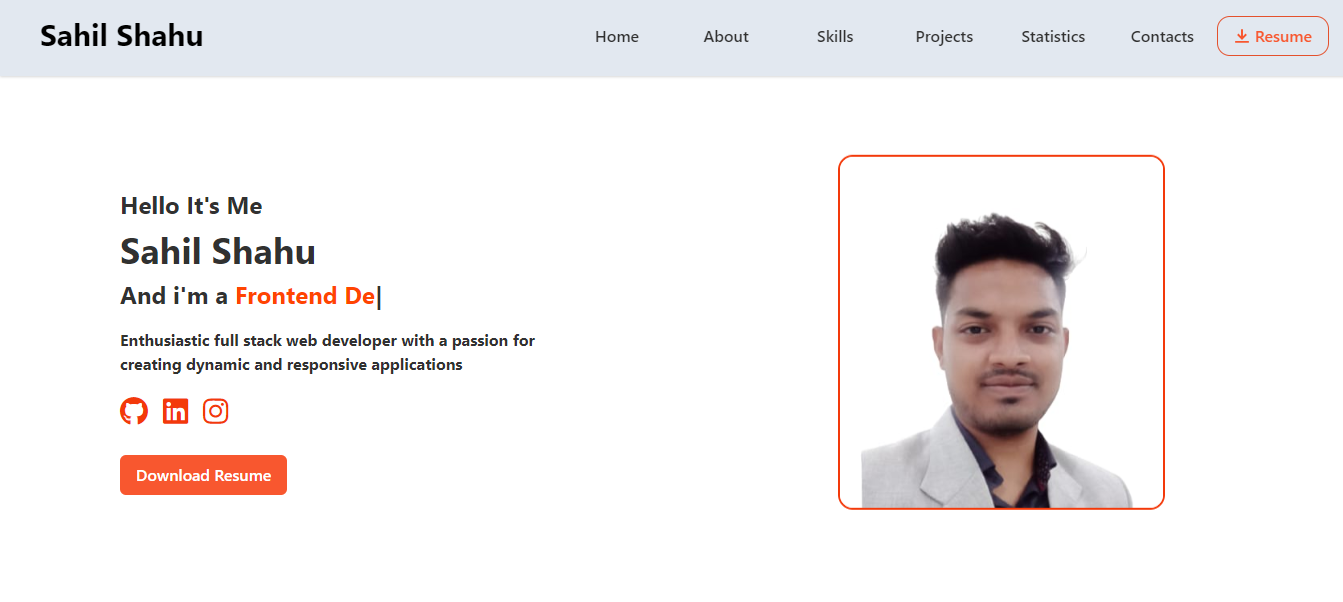 Sahil Shahu
Home
About
Skills
Projects
Statistics
Contacts
Resume
Hello It's Me
Sahil Shahu
And i'm a Frontend De|
Enthusiastic full stack web developer with a passion for
creating dynamic and responsive applications
in
Download Resume